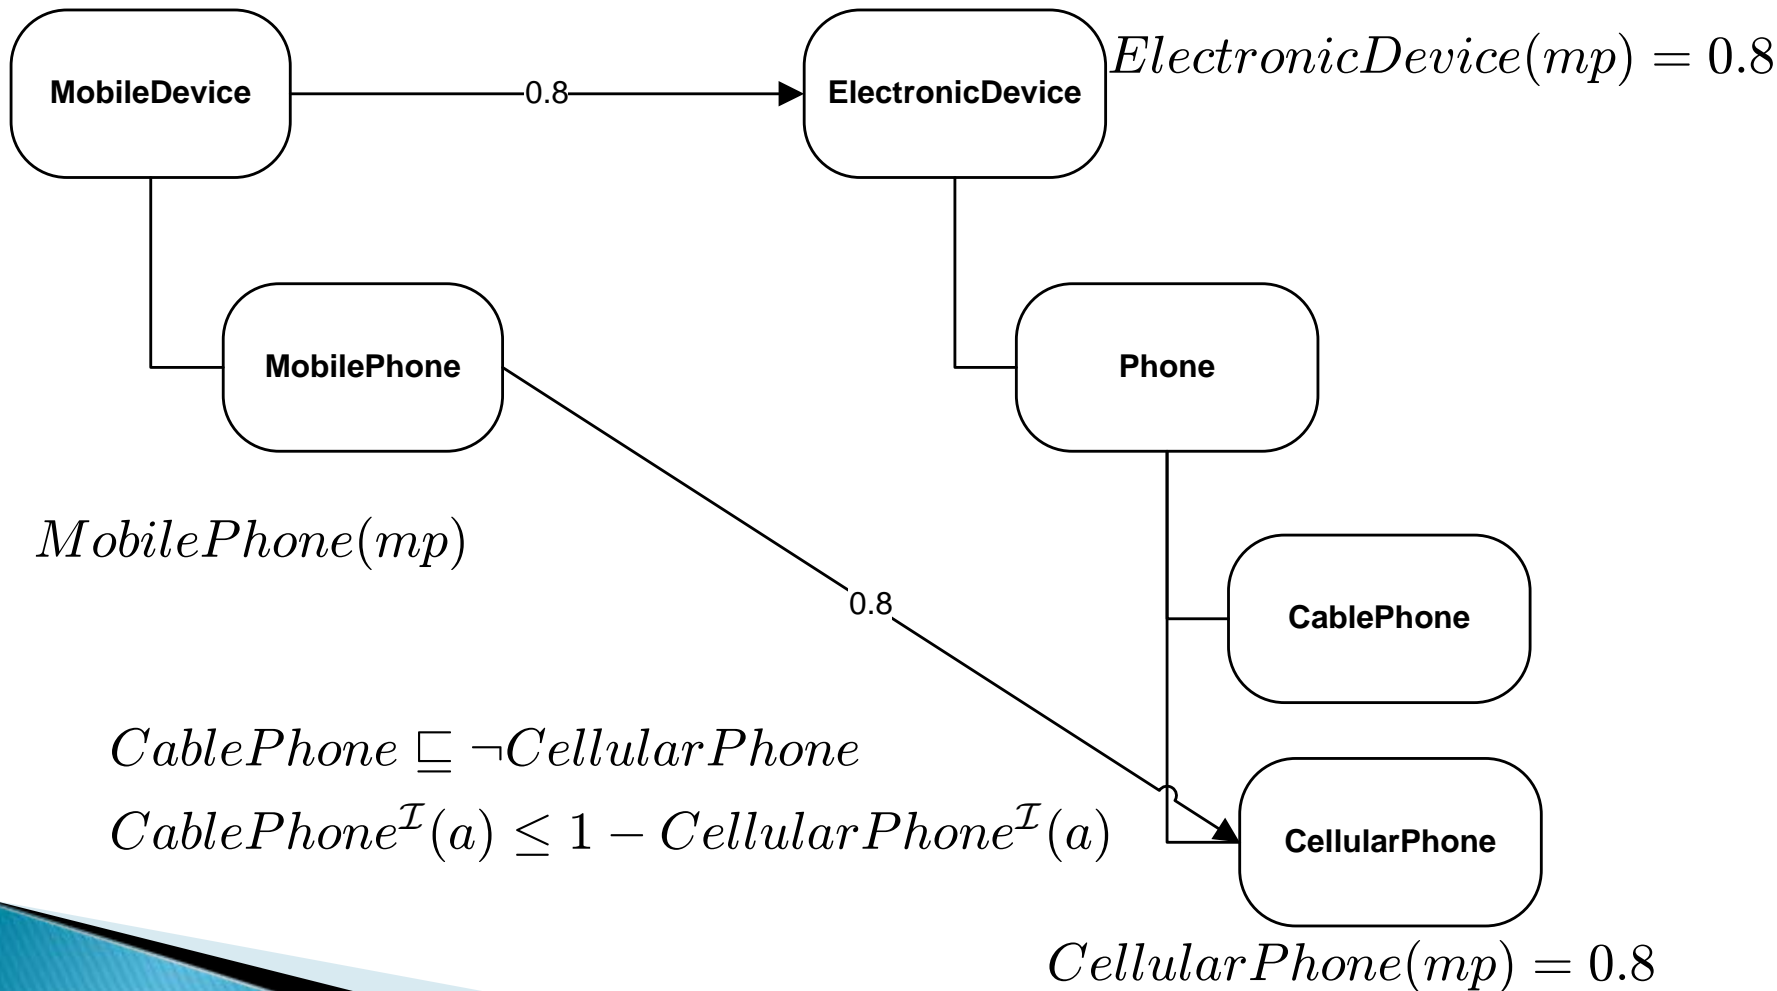 MobileDevice
0.8
ElectronicDevice
ElectronicDevice(mp) = 0.8
MobilePhone
Phone
MobilePhone(mp)
0.8
CablePhone
CablePhone ⊑ ¬CellularPhone
CablePhone^ℐ(a) ≤ 1 − CellularPhone^ℐ(a)
CellularPhone
CellularPhone(mp) = 0.8